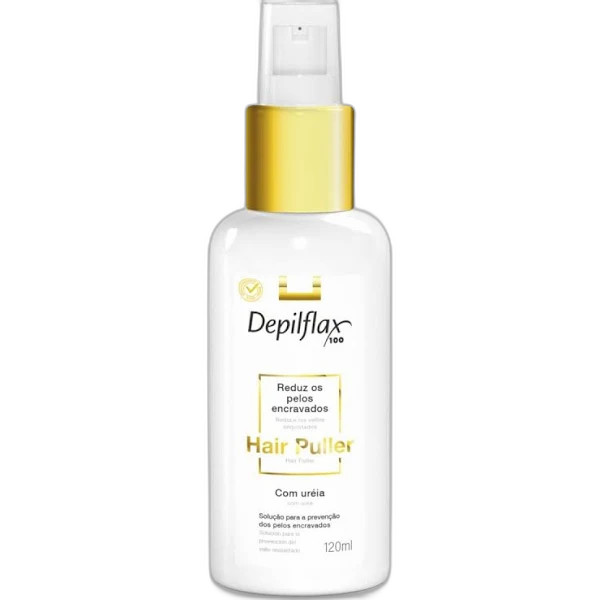 Depilflax
100
Reduz os
pelos
encravados
Hair Puller
Com uréia
Solução para a prevenção
dos pelos encravados
120ml